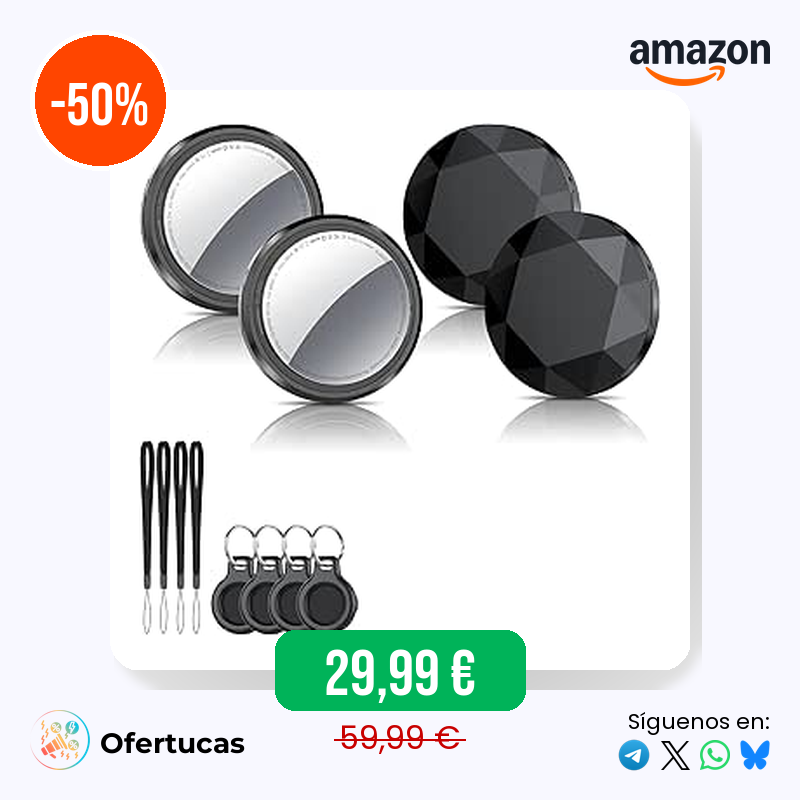 -50%
amazon
29,99 €
59,99 €
Ofertucas
Síguenos en: